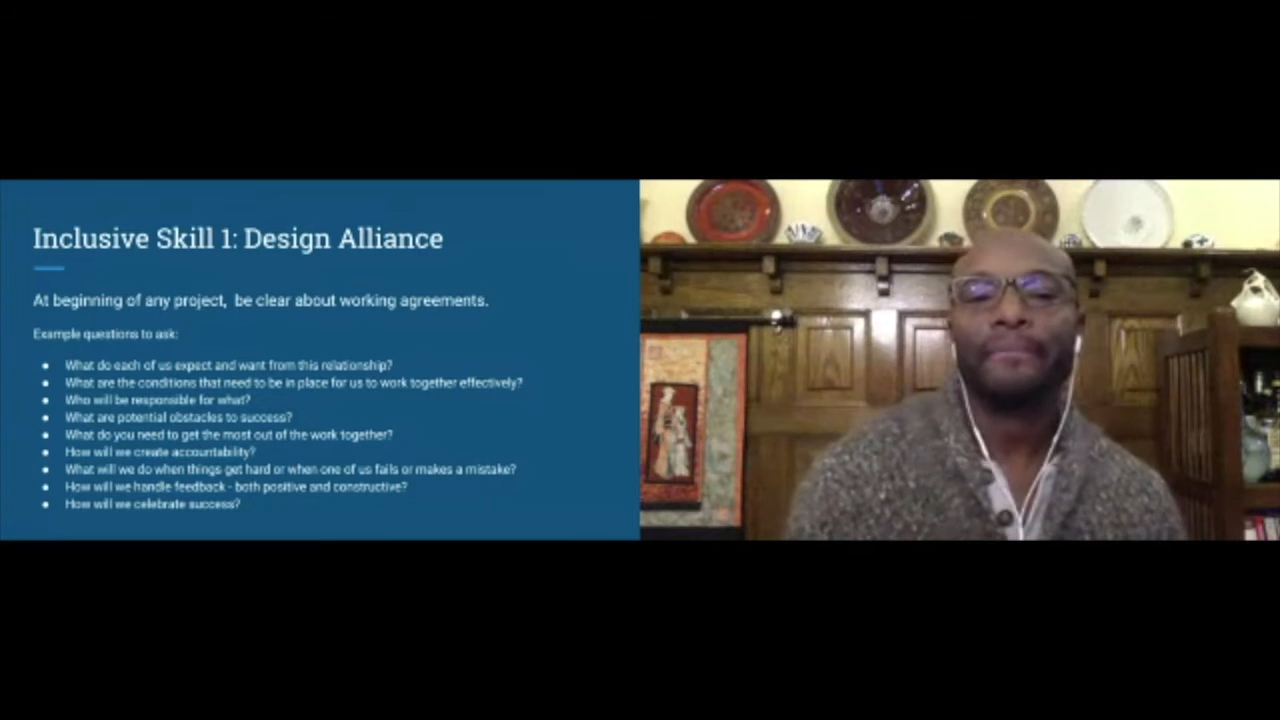 Inclusive Skill 1: Design Alliance
At beginning of any project, be clear about working agreements.
Example questions to ask:
● What do each of us expect and want from this relationship?
● What are the conditions that need to be in place for us to work together effectively?
● Who will be responsible for what?
● What are potential obstacles to success?
● What do you need to get the most out of the work together?
● How will we create accountability?
● What will we do when things get hard or when one of us fails or makes a mistake?
● How will we handle feedback - both positive and constructive?
● How will we celebrate success?